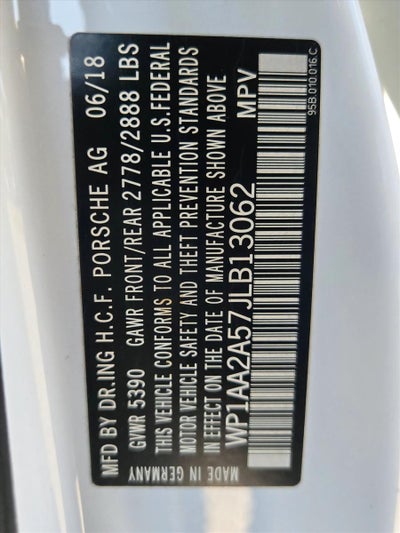 MFD BY DR.ING H.C.F. PORSCHE AG 06/18
GVWR 5390 GAWR FRONT/REAR 2778/2888 LBS
THIS VEHICLE CONFORMS TO ALL APPLICABLE U.S.FEDERAL
MOTOR VEHICLE SAFETY AND THEFT PREVENTION STANDARDS
IN EFFECT ON THE DATE OF MANUFACTURE SHOWN ABOVE
WP1AA2A57JLB13062 MPV
MADE IN GERMANY
95B.010.016.C